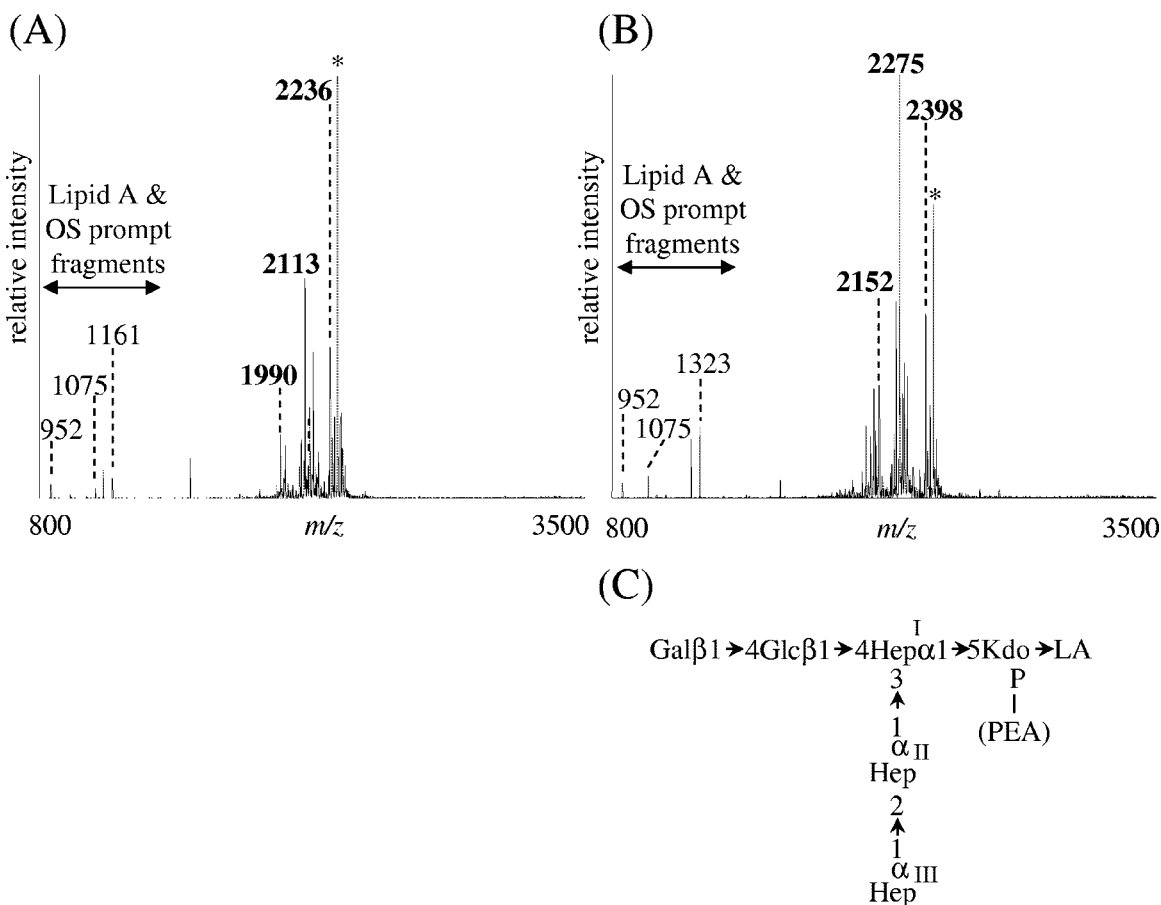 (A)
relative intensity
Lipid A &
OS prompt
fragments
952
1075
1161
1990
2113
2236
*
800
m/z
3500
(B)
relative intensity
Lipid A &
OS prompt
fragments
952
1075
1323
2152
2275
2398
*
800
m/z
3500
(C)
I
Galβ1➔4Glcβ1➔4Hepα1➔5Kdo➔LA
3 P
1 (PEA)
α II
Hep
2
1
α III
Hep